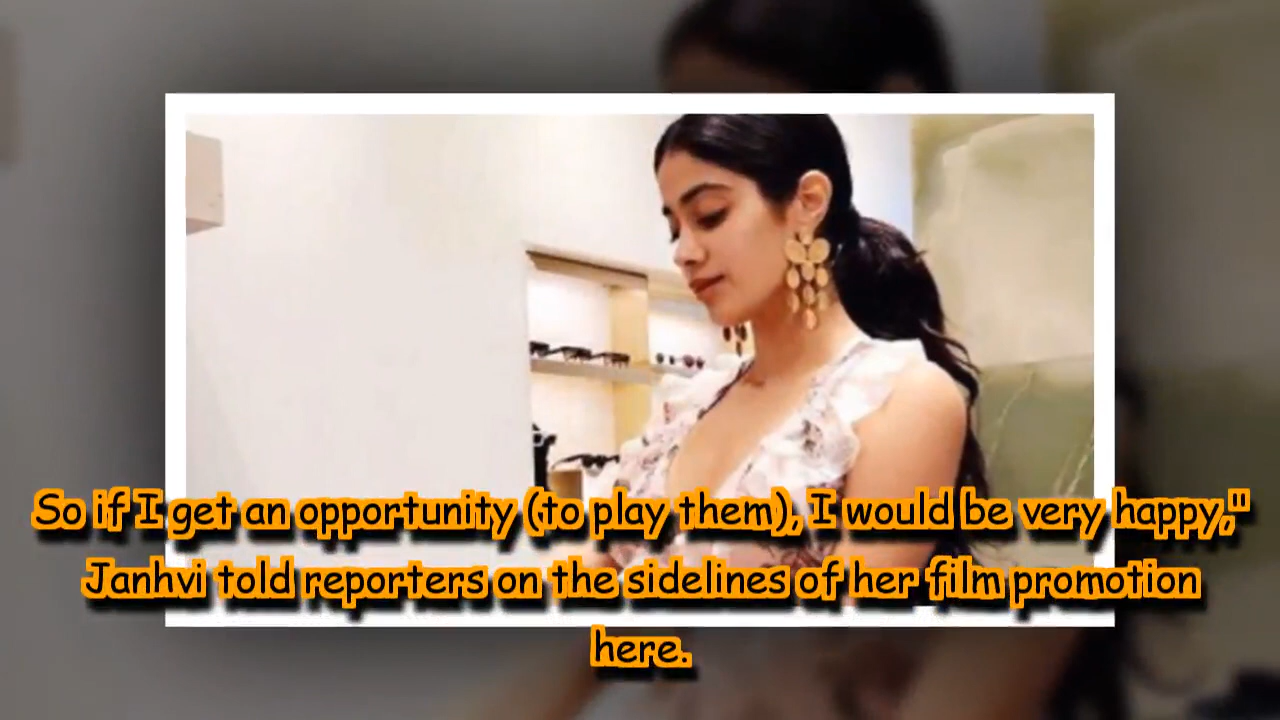 So if I get an opportunity (to play them), I would be very happy,"
Janhvi told reporters on the sidelines of her film promotion
here.